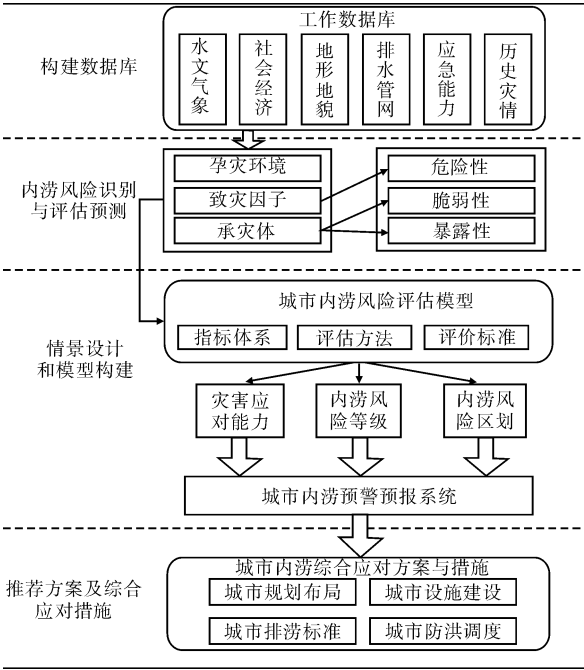 工作数据库
构建数据库
水文气象
社会经济
地形地貌
排水管网
应急能力
历史灾情
内涝风险识别
与评估预测
孕灾环境
致灾因子
承灾体
危险性
脆弱性
暴露性
情景设计
和模型构建
城市内涝风险评估模型
指标体系
评估方法
评价标准
灾害应
对能力
内涝风
险等级
内涝风
险区划
城市内涝预警预报系统
推荐方案及综合
应对措施
城市内涝综合应对方案与措施
城市规划布局
城市设施建设
城市排涝标准
城市防洪调度